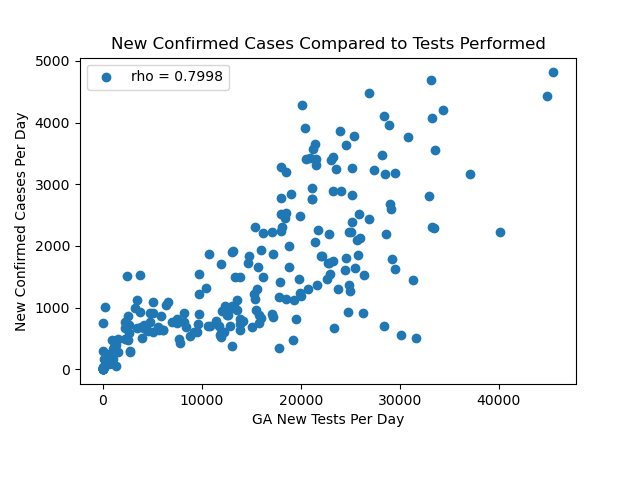 New Confirmed Cases Compared to Tests Performed
rho = 0.7998
5000
4000
3000
2000
1000
0
New Confirmed Caeses Per Day
0 10000 20000 30000 40000
GA New Tests Per Day